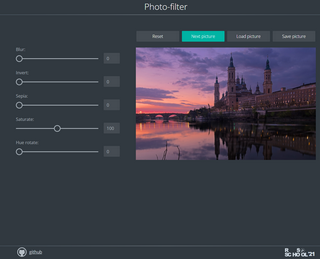 Photo-filter
Reset
Next picture
Load picture
Save picture
Blur:
0
Invert:
0
Sepia:
0
Saturate:
100
Hue rotate:
0
github
R S
SCHOOL'21